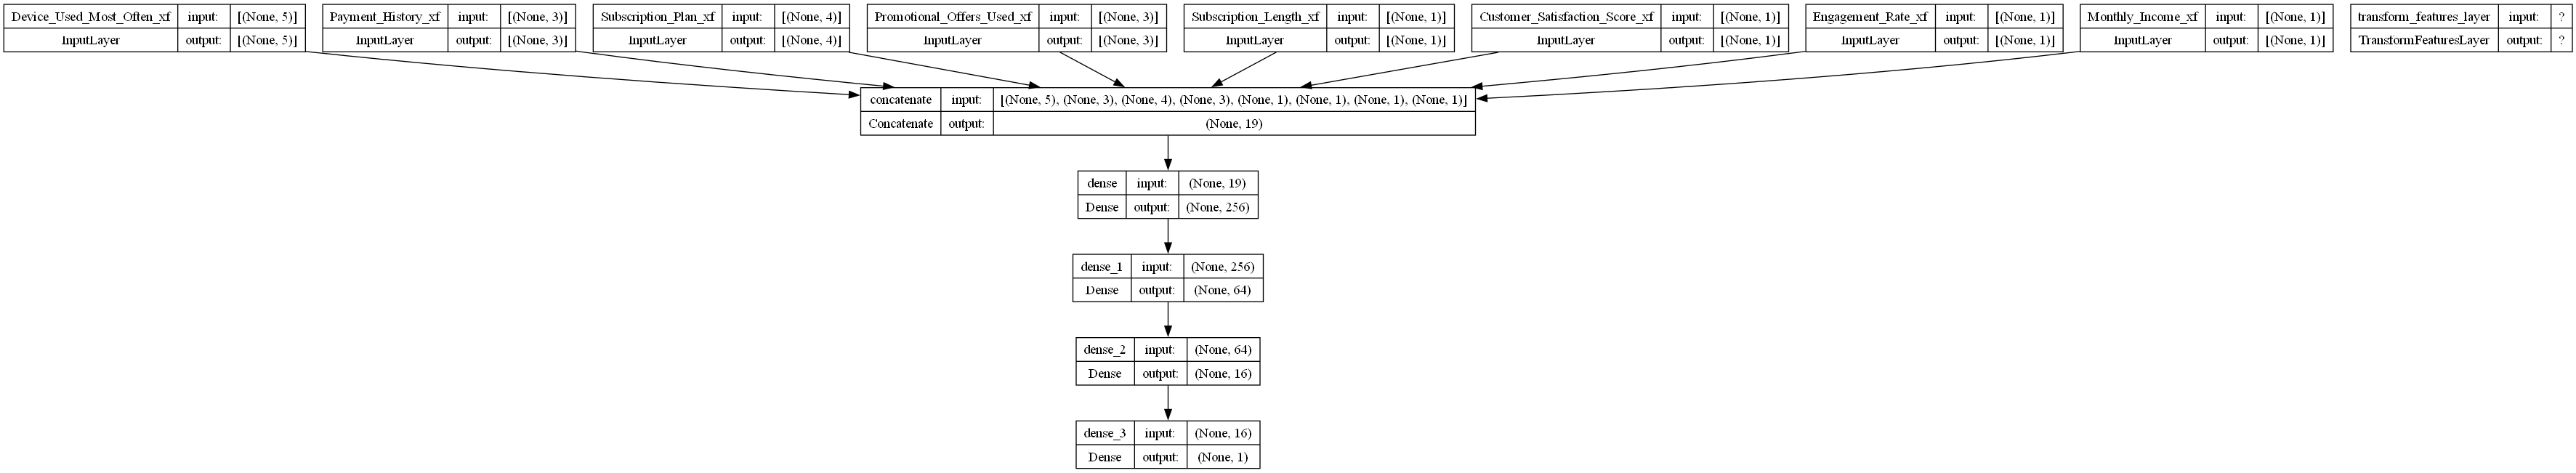 Device_Used_Most_Often_xf input: [(None, 5)]
InputLayer output: [(None, 5)]
Payment_History_xf input: [(None, 3)]
InputLayer output: [(None, 3)]
Subscription_Plan_xf input: [(None, 4)]
InputLayer output: [(None, 4)]
Promotional_Offers_Used_xf input: [(None, 3)]
InputLayer output: [(None, 3)]
Subscription_Length_xf input: [(None, 1)]
InputLayer output: [(None, 1)]
Customer_Satisfaction_Score_xf input: [(None, 1)]
InputLayer output: [(None, 1)]
Engagement_Rate_xf input: [(None, 1)]
InputLayer output: [(None, 1)]
Monthly_Income_xf input: [(None, 1)]
InputLayer output: [(None, 1)]
transform_features_layer input: ?
TransformFeaturesLayer output: ?
concatenate input: [(None, 5), (None, 3), (None, 4), (None, 3), (None, 1), (None, 1), (None, 1), (None, 1)]
Concatenate output: (None, 19)
dense input: (None, 19)
Dense output: (None, 256)
dense_1 input: (None, 256)
Dense output: (None, 64)
dense_2 input: (None, 64)
Dense output: (None, 16)
dense_3 input: (None, 16)
Dense output: (None, 1)